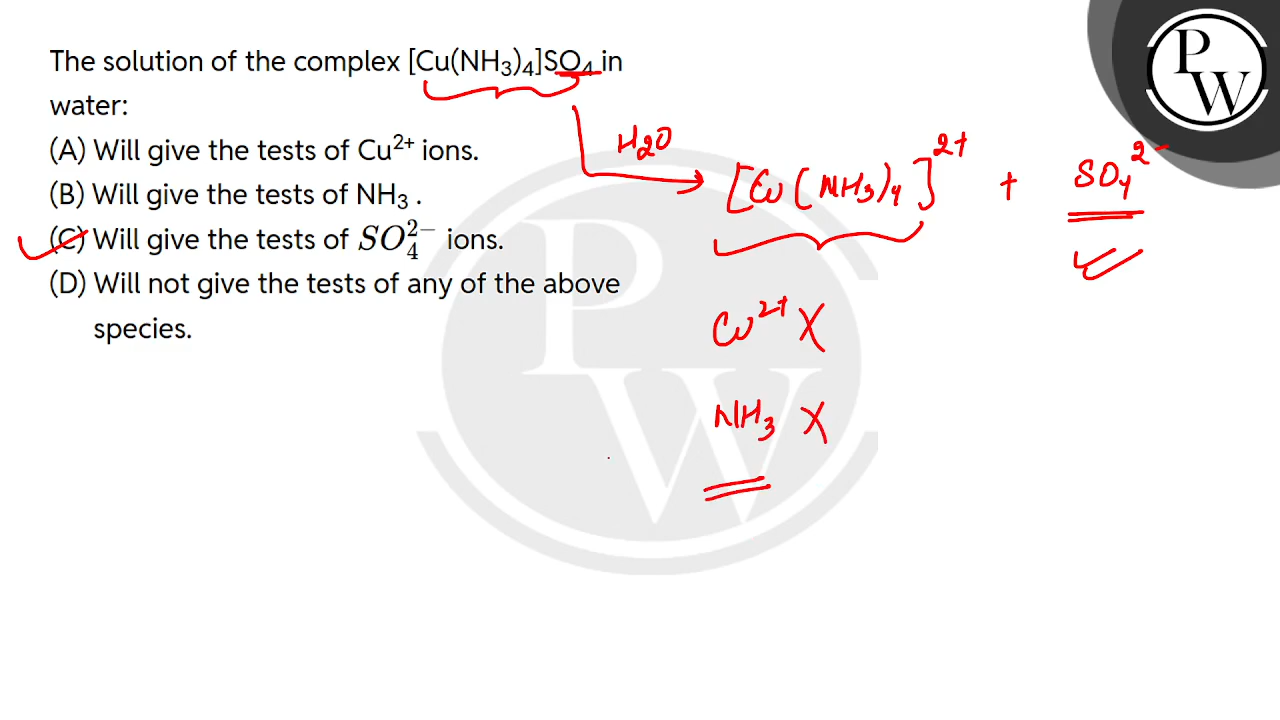 The solution of the complex [Cu(NH₃)₄]SO₄ in
water:
(A) Will give the tests of Cu²⁺ ions.
(B) Will give the tests of NH₃ .
(C) Will give the tests of SO₄²⁻ ions.
(D) Will not give the tests of any of the above
species.
H₂O
[Cu(NH₃)₄]²⁺ + SO₄²⁻
Cu²⁺ X
NH₃ X
P
W
P
W